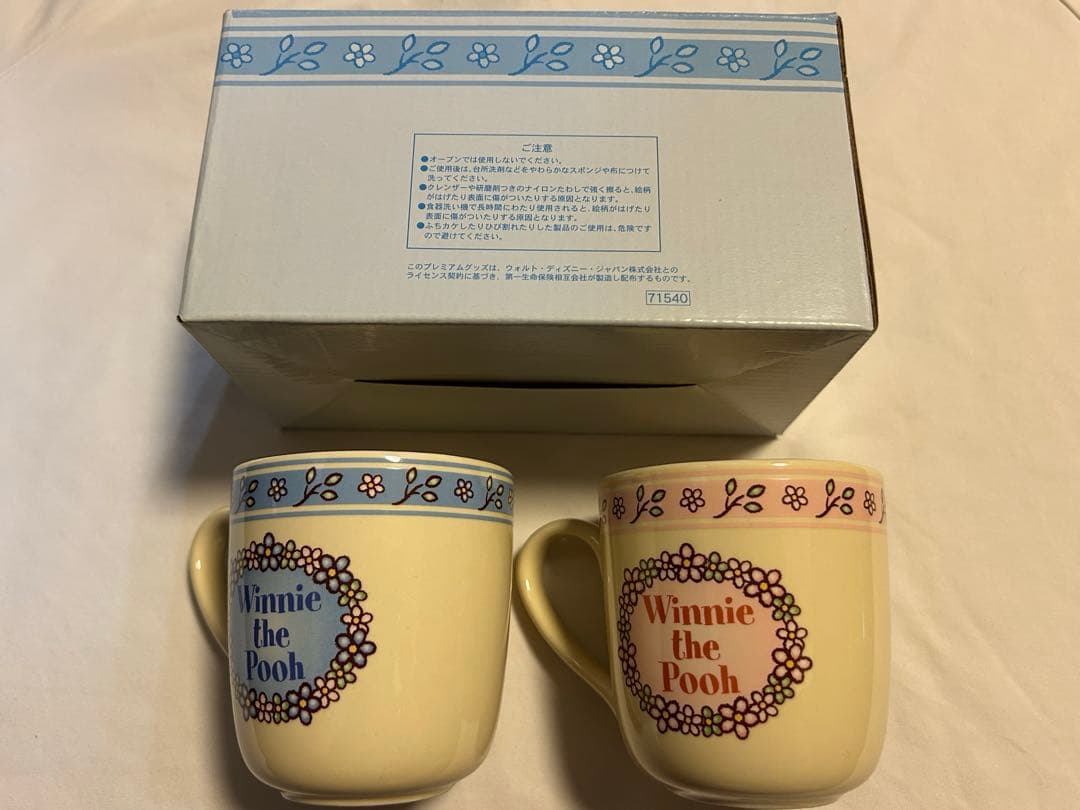 ご注意
●オーブンでは使用しないでください。
●ご使用後は、台所洗剤などをやわらかなスポンジや布につけて
洗ってください。
●クレンザーや研磨剤つきのナイロンたわしで強く擦ると、絵柄
がはげたり表面に傷がついたりする原因となります。
●食器洗い機で長時間にわたり使用されると、絵柄がはげたり
表面に傷がついたりする原因となります。
●ふちカケしたりひび割れたりした製品のご使用は、危険です
ので避けてください。
このプレミアムグッズは、ウォルト・ディズニー・ジャパン株式会社との
ライセンス契約に基づき、第一生命保険相互会社が製造し配布するものです。
71540
Winnie
the
Pooh
Winnie
the
Pooh